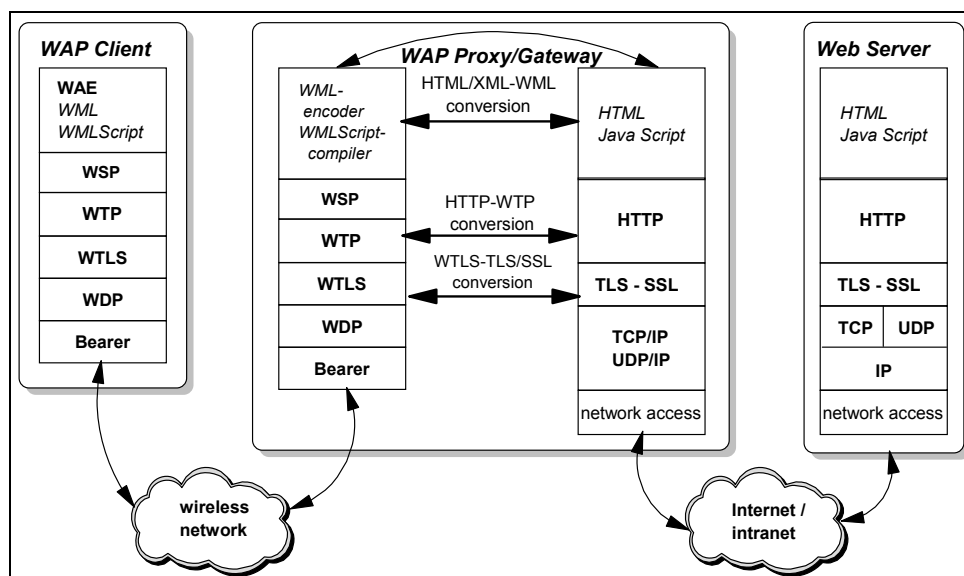 WAP Client
WAE
WML
WMLScript
WSP
WTP
WTLS
WDP
Bearer
WAP Proxy/Gateway
WML-
encoder
WMLScript-
compiler
WSP
WTP
WTLS
WDP
Bearer
HTML/XML-WML
conversion
HTTP-WTP
conversion
WTLS-TLS/SSL
conversion
HTML
Java Script
HTTP
TLS - SSL
TCP/IP
UDP/IP
network access
Web Server
HTML
Java Script
HTTP
TLS - SSL
TCP UDP
IP
network access
wireless
network
Internet /
intranet